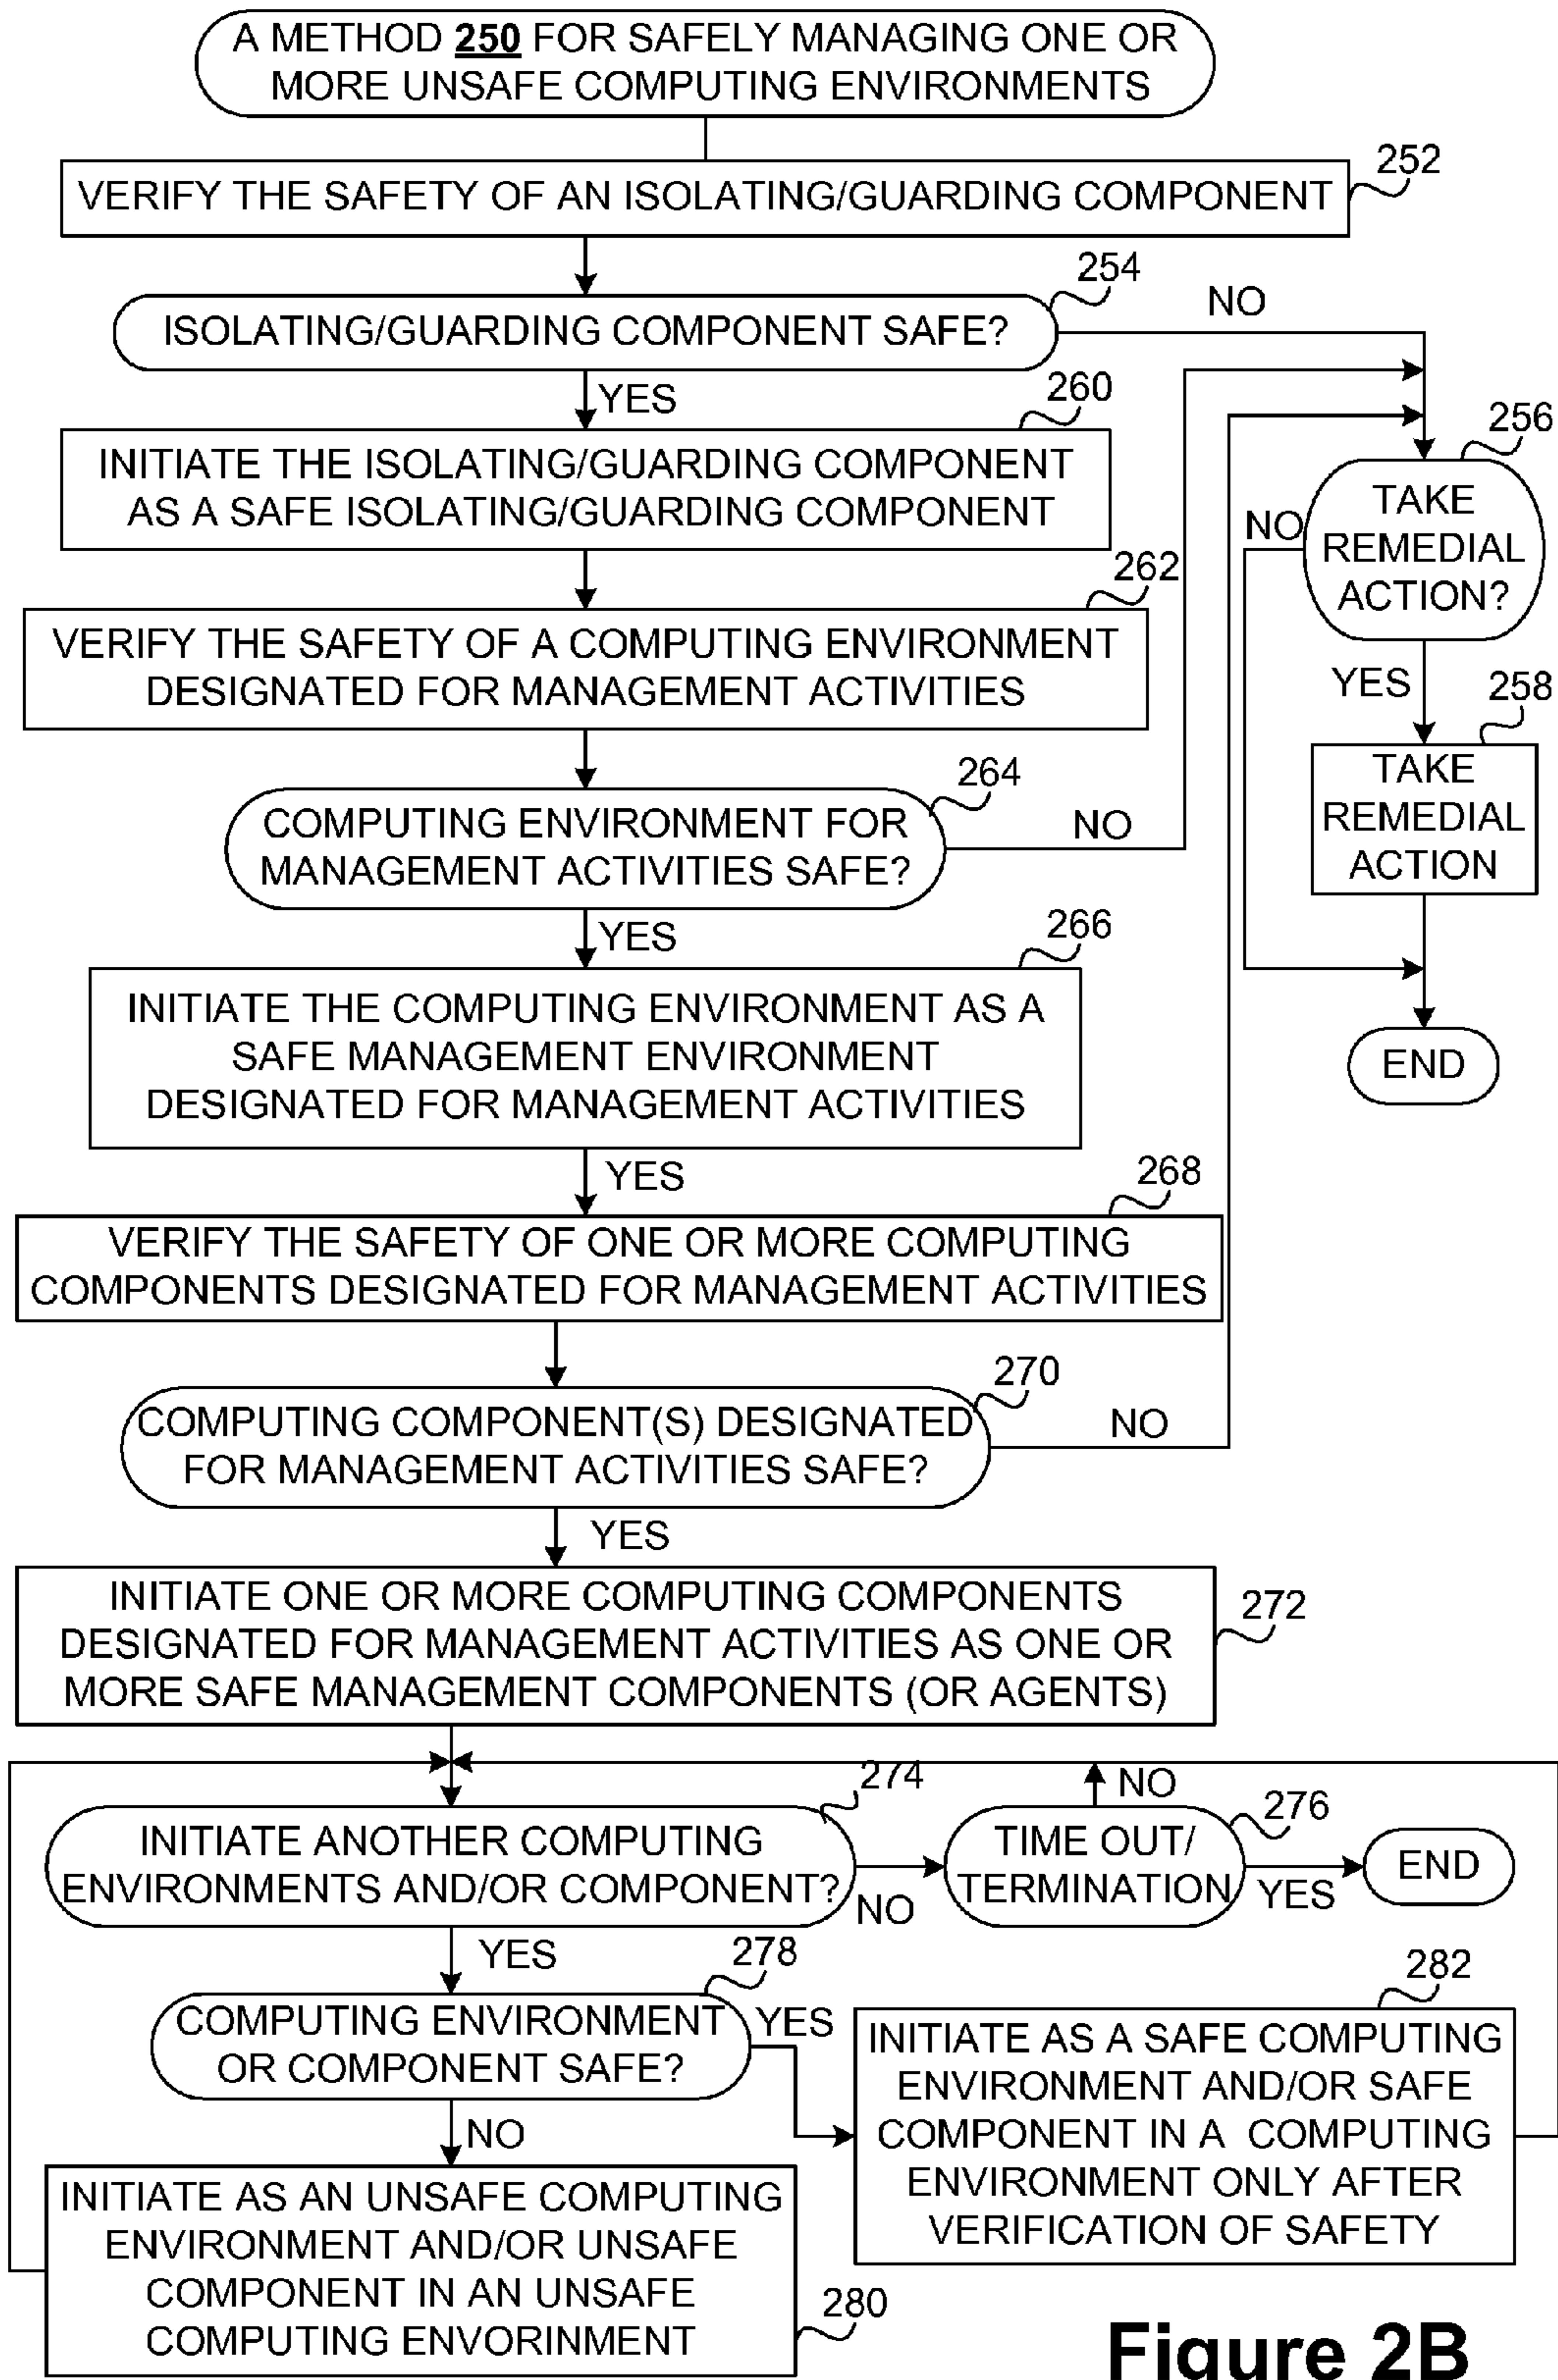 A METHOD 250 FOR SAFELY MANAGING ONE OR
MORE UNSAFE COMPUTING ENVIRONMENTS
252
VERIFY THE SAFETY OF AN ISOLATING/GUARDING COMPONENT
254
ISOLATING/GUARDING COMPONENT SAFE?
NO
YES
260
INITIATE THE ISOLATING/GUARDING COMPONENT
AS A SAFE ISOLATING/GUARDING COMPONENT
256
TAKE
REMEDIAL
ACTION?
NO
YES
258
TAKE
REMEDIAL
ACTION
END
262
VERIFY THE SAFETY OF A COMPUTING ENVIRONMENT
DESIGNATED FOR MANAGEMENT ACTIVITIES
264
COMPUTING ENVIRONMENT FOR
MANAGEMENT ACTIVITIES SAFE?
NO
YES
266
INITIATE THE COMPUTING ENVIRONMENT AS A
SAFE MANAGEMENT ENVIRONMENT
DESIGNATED FOR MANAGEMENT ACTIVITIES
YES
268
VERIFY THE SAFETY OF ONE OR MORE COMPUTING
COMPONENTS DESIGNATED FOR MANAGEMENT ACTIVITIES
270
COMPUTING COMPONENT(S) DESIGNATED
FOR MANAGEMENT ACTIVITIES SAFE?
NO
YES
INITIATE ONE OR MORE COMPUTING COMPONENTS
DESIGNATED FOR MANAGEMENT ACTIVITIES AS ONE OR
MORE SAFE MANAGEMENT COMPONENTS (OR AGENTS)
272
274
INITIATE ANOTHER COMPUTING
ENVIRONMENTS AND/OR COMPONENT?
NO
NO
276
TIME OUT/
TERMINATION
YES
END
YES
278
COMPUTING ENVIRONMENT
OR COMPONENT SAFE?
YES
NO
282
INITIATE AS A SAFE COMPUTING
ENVIRONMENT AND/OR SAFE
COMPONENT IN A COMPUTING
ENVIRONMENT ONLY AFTER
VERIFICATION OF SAFETY
INITIATE AS AN UNSAFE COMPUTING
ENVIRONMENT AND/OR UNSAFE
COMPONENT IN AN UNSAFE
COMPUTING ENVORINMENT
280
Figure 2B